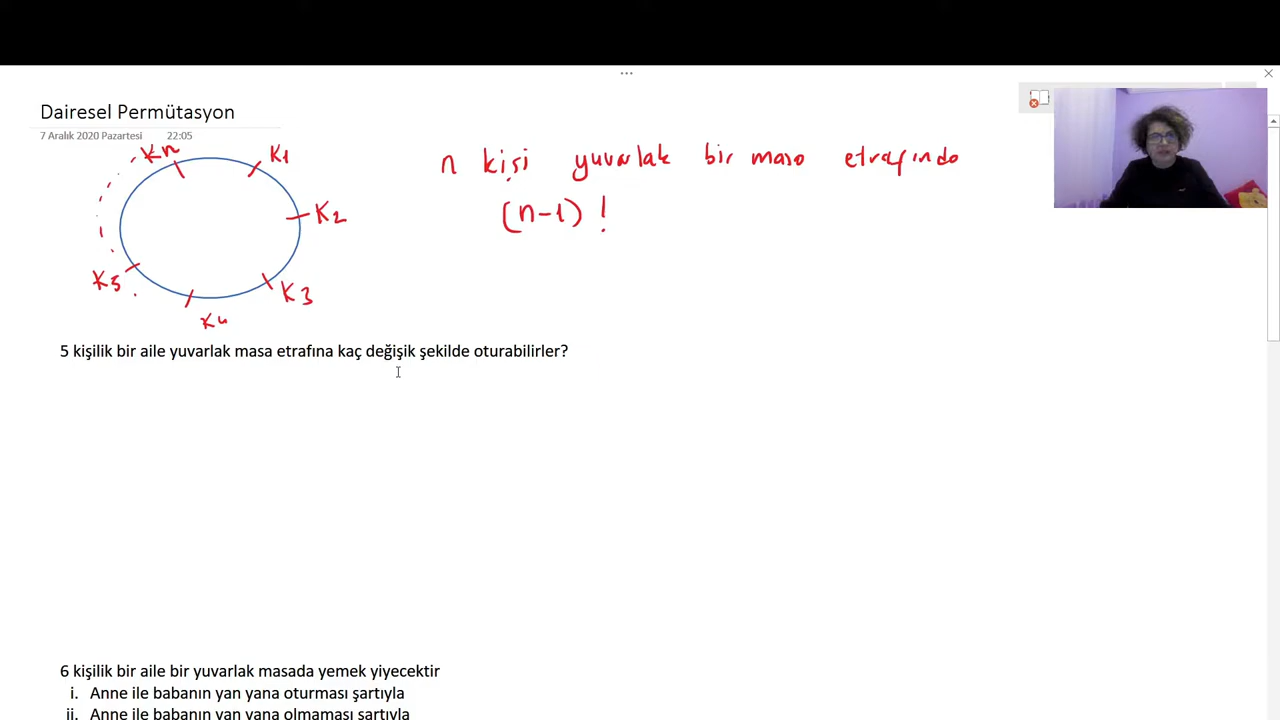 Dairesel Permütasyon
7 Aralık 2020 Pazartesi 22:05
Kn
K1
K2
K3
K4
K5
n kişi yuvarlak bir masa etrafında
(n-1)!
5 kişilik bir aile yuvarlak masa etrafına kaç değişik şekilde oturabilirler?
6 kişilik bir aile bir yuvarlak masada yemek yiyecektir
i. Anne ile babanın yan yana oturması şartıyla
ii. Anne ile babanın yan yana olmaması şartıyla